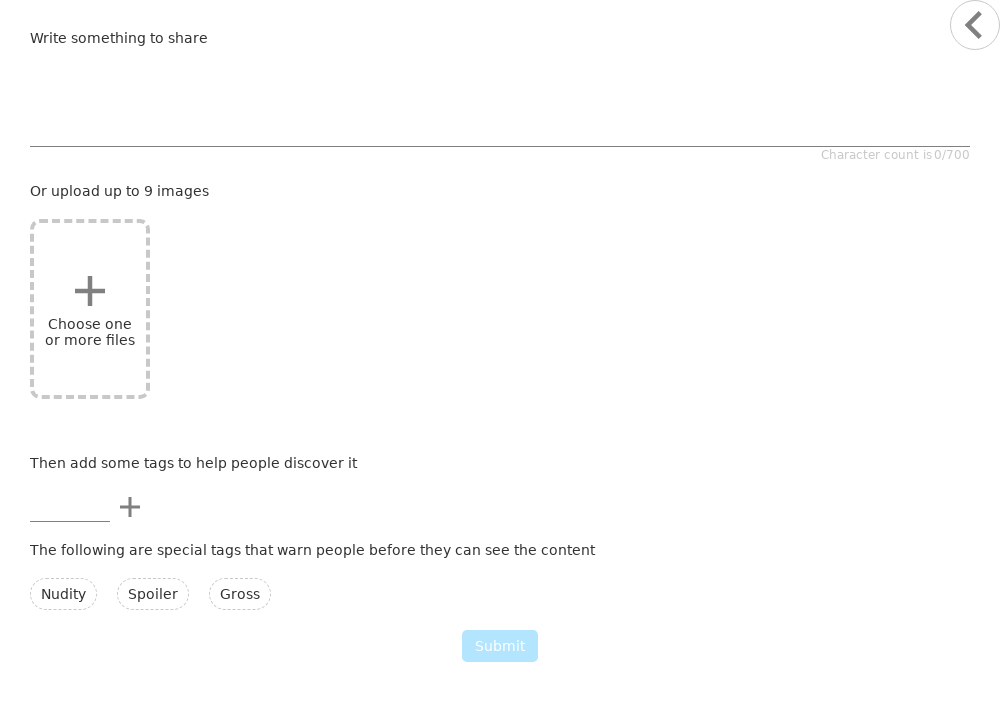 Write something to share
Character count is 0/700
Or upload up to 9 images
Choose one
or more files
Then add some tags to help people discover it
The following are special tags that warn people before they can see the content
Nudity Spoiler Gross
Submit